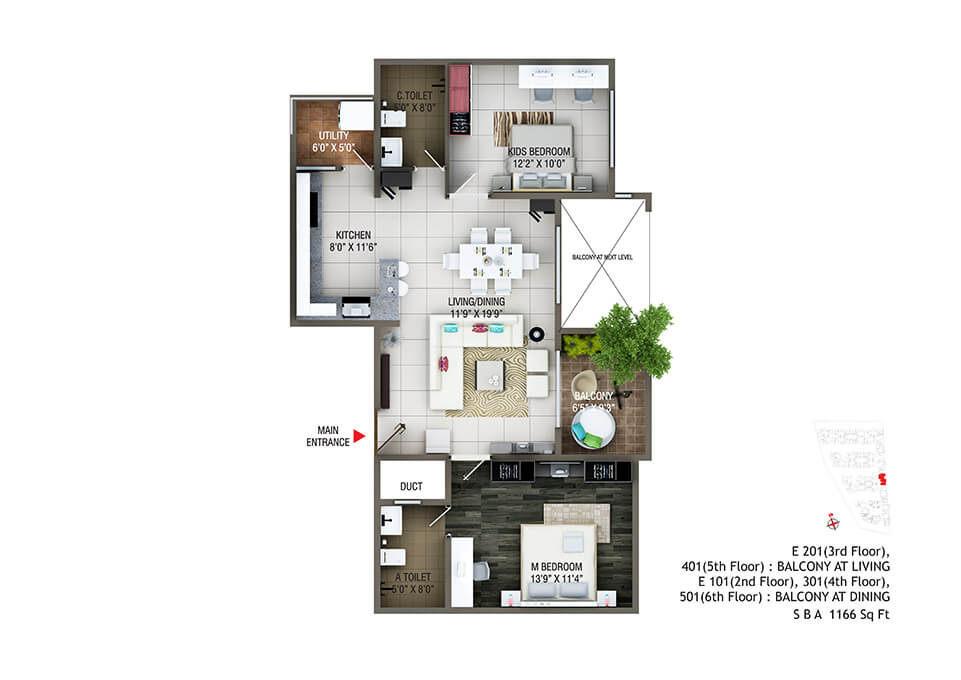 C.TOILET
5'0" X 8'0"
UTILITY
6'0" X 5'0"
KIDS BEDROOM
12'2" X 10'0"
KITCHEN
8'0" X 11'6"
BALCONY AT NEXT LEVEL
LIVING/DINING
11'9" X 19'9"
BALCONY
6'5" X 9'3"
MAIN
ENTRANCE
DUCT
M BEDROOM
13'9" X 11'4"
A TOILET
5'0" X 8'0"
E 201(3rd Floor),
401(5th Floor) : BALCONY AT LIVING
E 101(2nd Floor), 301(4th Floor),
501(6th Floor) : BALCONY AT DINING
S B A 1166 Sq Ft